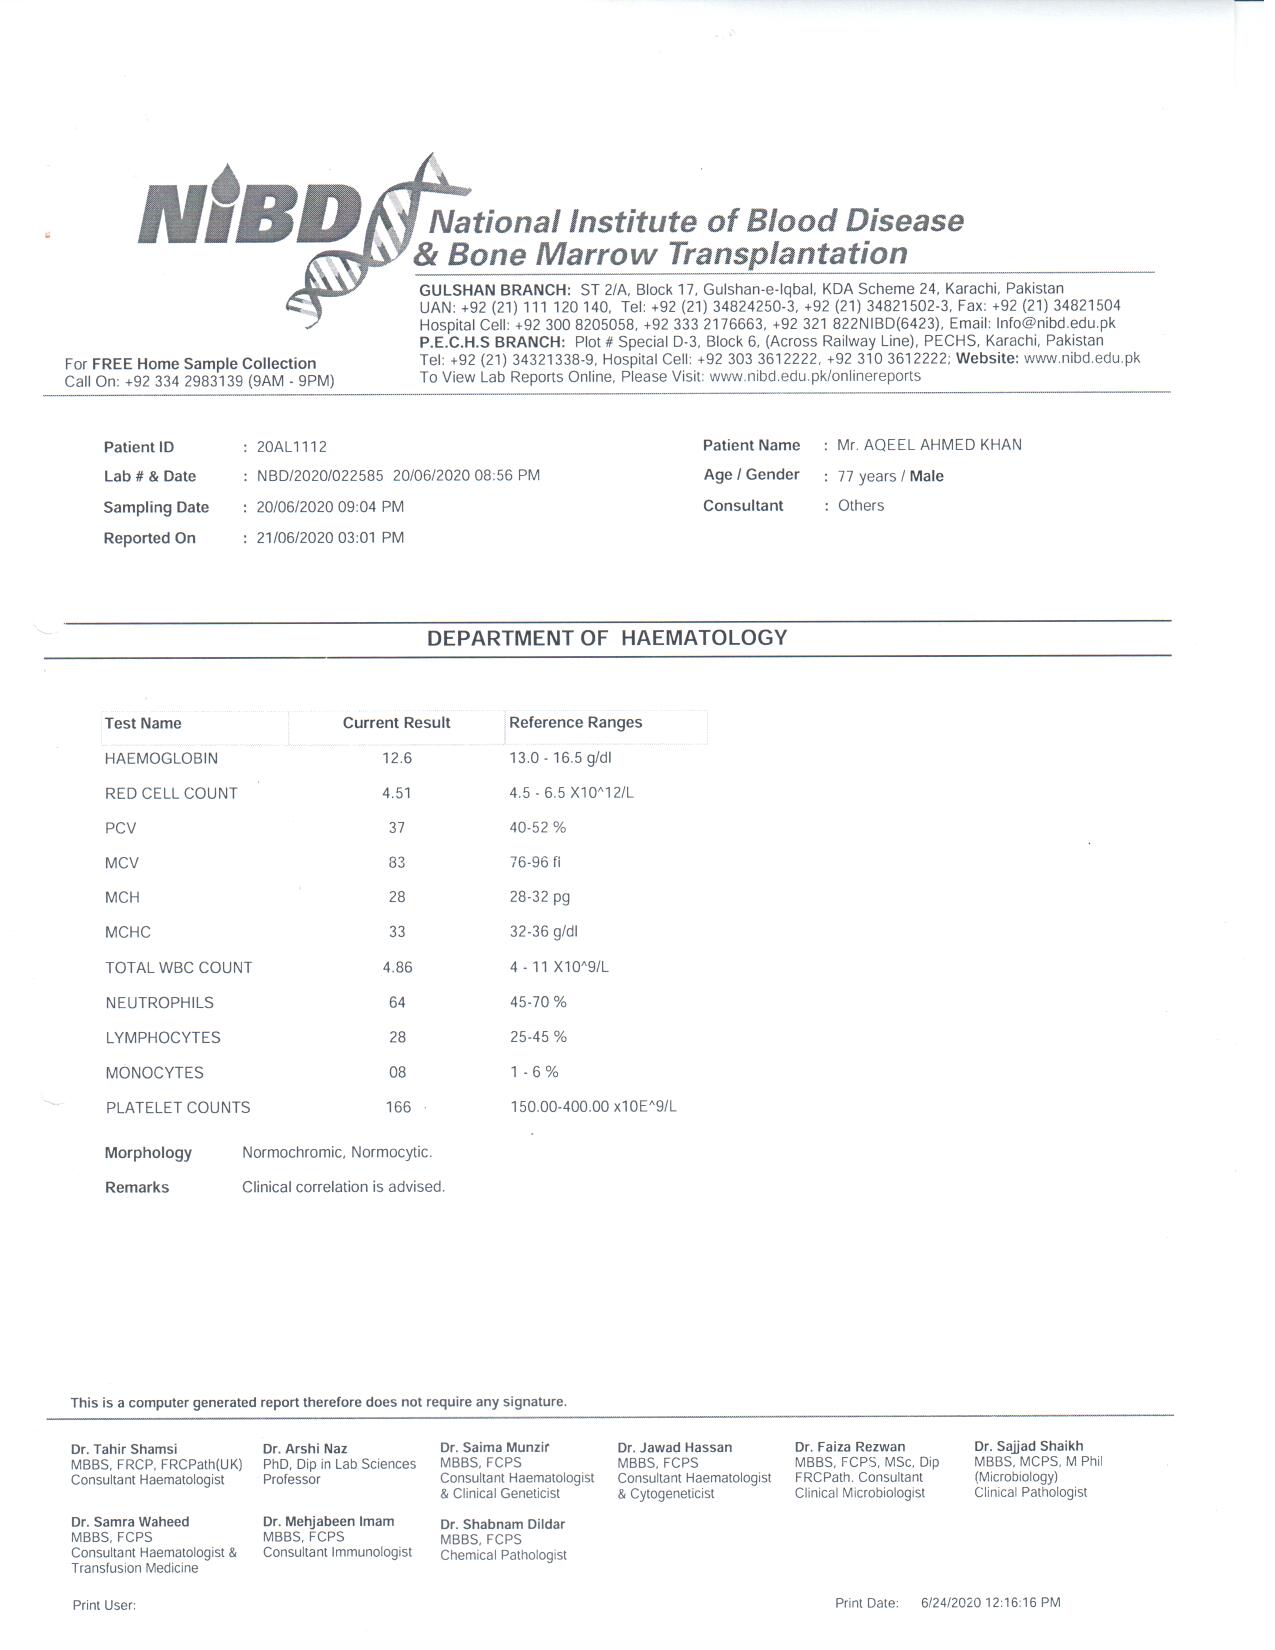 NiBD
National Institute of Blood Disease
& Bone Marrow Transplantation
GULSHAN BRANCH: ST 2/A, Block 17, Gulshan-e-Iqbal, KDA Scheme 24, Karachi, Pakistan
UAN: +92 (21) 111 120 140, Tel: +92 (21) 34824250-3, +92 (21) 34821502-3, Fax: +92 (21) 34821504
Hospital Cell: +92 300 8205058, +92 333 2176663, +92 321 822NIBD(6423), Email: Info@nibd.edu.pk
P.E.C.H.S BRANCH: Plot # Special D-3, Block 6, (Across Railway Line), PECHS, Karachi, Pakistan
For FREE Home Sample Collection
Tel: +92 (21) 34321338-9, Hospital Cell: +92 303 3612222, +92 310 3612222; Website: www.nibd.edu.pk
Call On: +92 334 2983139 (9AM - 9PM)
To View Lab Reports Online, Please Visit: www.nibd.edu.pk/onlinereports
Patient ID : 20AL1112 Patient Name : Mr. AQEEL AHMED KHAN
Lab # & Date : NBD/2020/022585 20/06/2020 08:56 PM Age / Gender : 77 years / Male
Sampling Date : 20/06/2020 09:04 PM Consultant : Others
Reported On : 21/06/2020 03:01 PM
DEPARTMENT OF HAEMATOLOGY
Test Name Current Result Reference Ranges
HAEMOGLOBIN 12.6 13.0 - 16.5 g/dl
RED CELL COUNT 4.51 4.5 - 6.5 X10^12/L
PCV 37 40-52 %
MCV 83 76-96 fl
MCH 28 28-32 pg
MCHC 33 32-36 g/dl
TOTAL WBC COUNT 4.86 4 - 11 X10^9/L
NEUTROPHILS 64 45-70 %
LYMPHOCYTES 28 25-45 %
MONOCYTES 08 1 - 6 %
PLATELET COUNTS 166 150.00-400.00 x10E^9/L
Morphology Normochromic, Normocytic.
Remarks Clinical correlation is advised.
This is a computer generated report therefore does not require any signature.
Dr. Tahir Shamsi Dr. Arshi Naz Dr. Saima Munzir Dr. Jawad Hassan Dr. Faiza Rezwan Dr. Sajjad Shaikh
MBBS, FRCP, FRCPath(UK) PhD, Dip in Lab Sciences MBBS, FCPS MBBS, FCPS MBBS, FCPS, MSc, Dip MBBS, MCPS, M Phil
Consultant Haematologist Professor Consultant Haematologist Consultant Haematologist FRCPath. Consultant (Microbiology)
& Clinical Geneticist & Cytogeneticist Clinical Microbiologist Clinical Pathologist
Dr. Samra Waheed Dr. Mehjabeen Imam Dr. Shabnam Dildar
MBBS, FCPS MBBS, FCPS MBBS, FCPS
Consultant Haematologist & Consultant Immunologist Chemical Pathologist
Transfusion Medicine
Print User: Print Date: 6/24/2020 12:16:16 PM